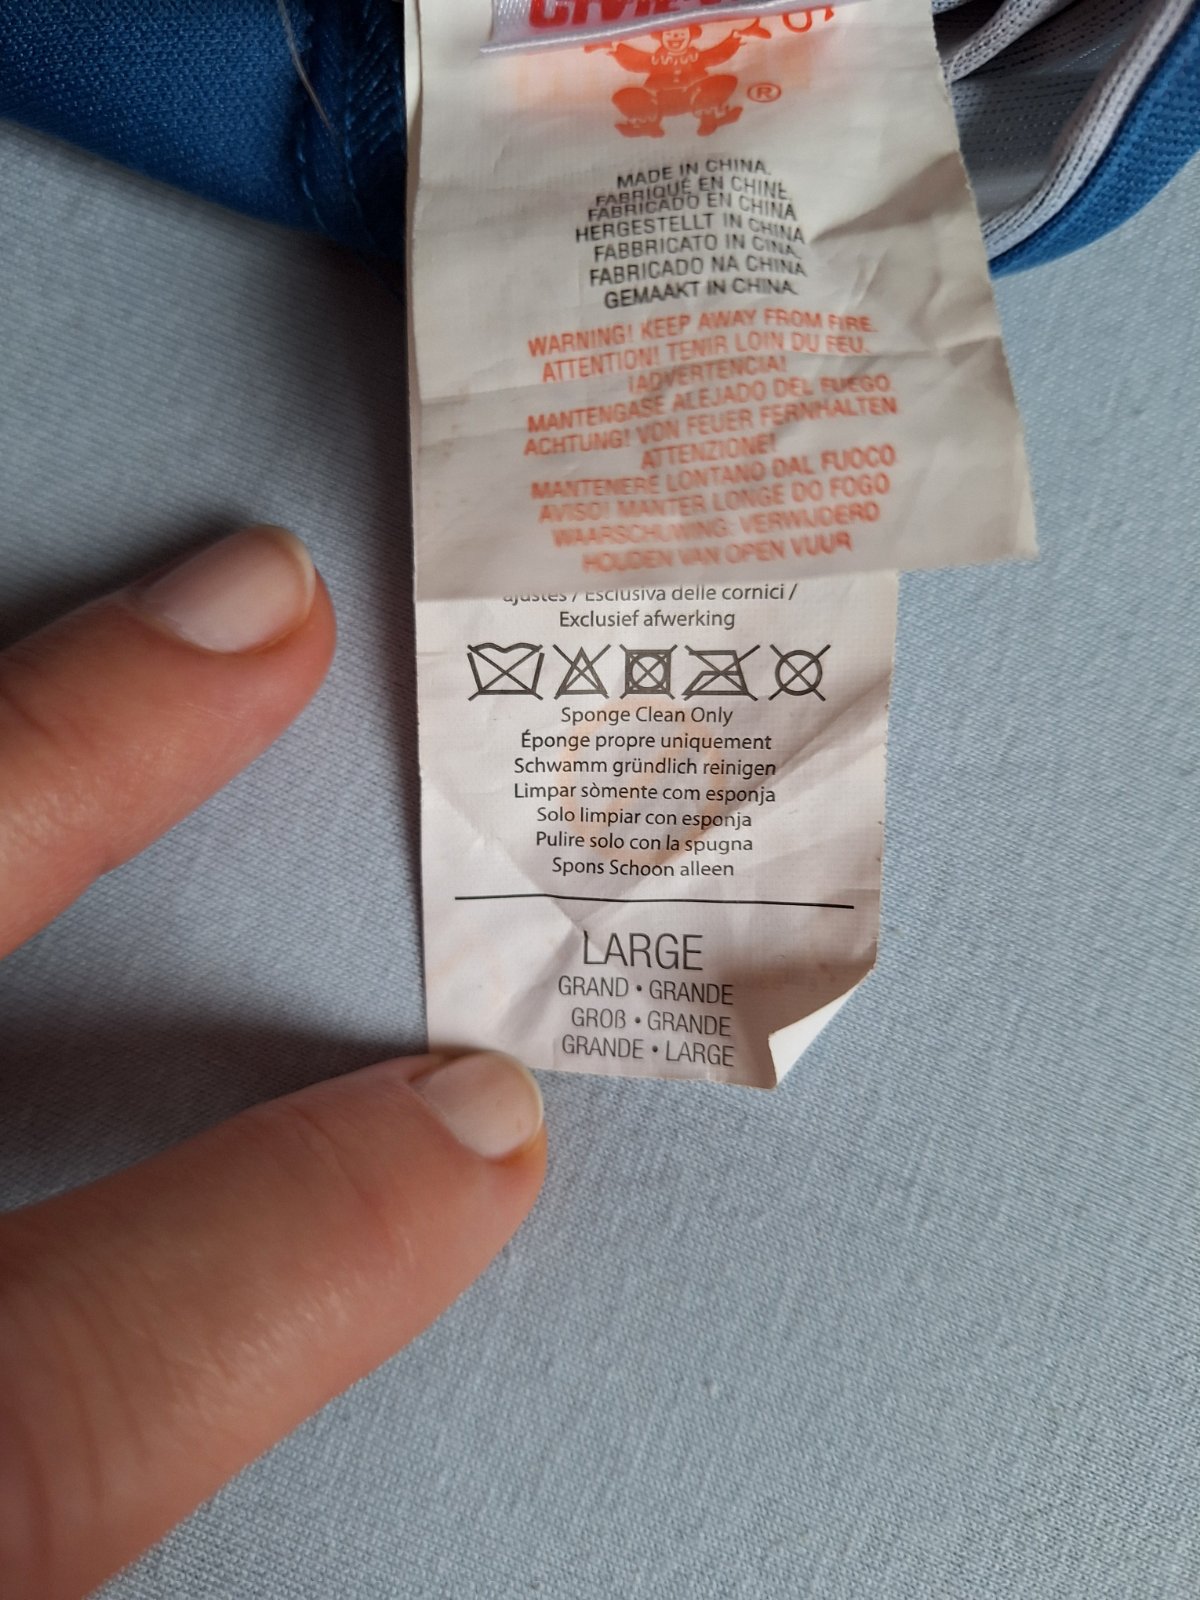 ®
MADE IN CHINA.
FABRIQUÉ EN CHINE.
FABRICADO EN CHINA
HERGESTELLT IN CHINA
FABBRICATO IN CINA.
FABRICADO NA CHINA
GEMAAKT IN CHINA.
WARNING! KEEP AWAY FROM FIRE.
ATTENTION! TENIR LOIN DU FEU.
¡ADVERTENCIA!
MANTENGASE ALEJADO DEL FUEGO
ACHTUNG! VON FEUER FERNHALTEN
ATTENZIONE!
MANTENERE LONTANO DAL FUOCO
AVISO! MANTER LONGE DO FOGO
WAARSCHUWING: VERWIJDERD
HOUDEN VAN OPEN VUUR
ajustes / Esclusiva delle cornici /
Exclusief afwerking
Sponge Clean Only
Éponge propre uniquement
Schwamm gründlich reinigen
Limpar sòmente com esponja
Solo limpiar con esponja
Pulire solo con la spugna
Spons Schoon alleen
LARGE
GRAND • GRANDE
GROß • GRANDE
GRANDE • LARGE